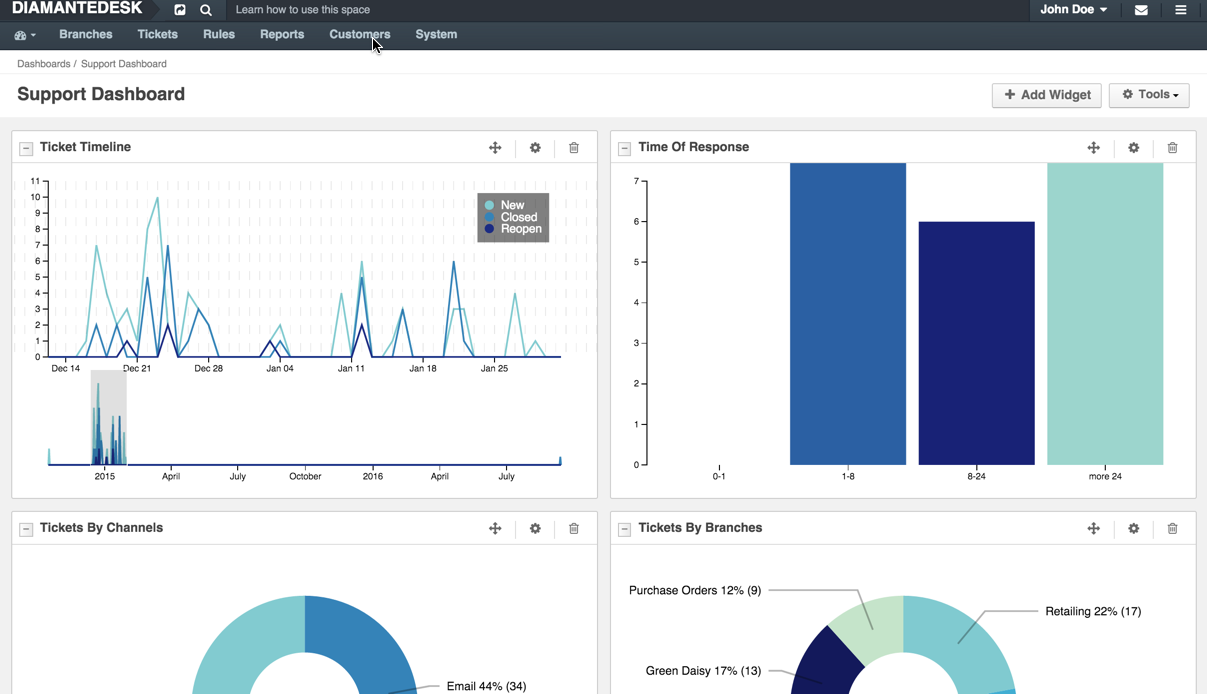 DIAMANTEDESK
Learn how to use this space
John Doe
Branches Tickets Rules Reports Customers System
Dashboards / Support Dashboard
Support Dashboard
Add Widget
Tools
Ticket Timeline
11
10
9
8
7
6
5
4
3
2
1
0
New
Closed
Reopen
Dec 14 Dec 21 Dec 28 Jan 04 Jan 11 Jan 18 Jan 25
2015 April July October 2016 April July
Time Of Response
7
6
5
4
3
2
1
0
0-1 1-8 8-24 more 24
Tickets By Channels
Email 44% (34)
Tickets By Branches
Purchase Orders 12% (9)
Retailing 22% (17)
Green Daisy 17% (13)